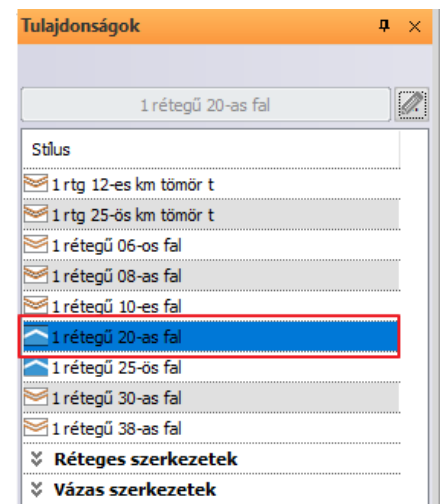 Tulajdonságok
1 rétegű 20-as fal
Stílus
1 rtg 12-es km tömör t
1 rtg 25-ös km tömör t
1 rétegű 06-os fal
1 rétegű 08-as fal
1 rétegű 10-es fal
1 rétegű 20-as fal
1 rétegű 25-ös fal
1 rétegű 30-as fal
1 rétegű 38-as fal
Réteges szerkezetek
Vázas szerkezetek